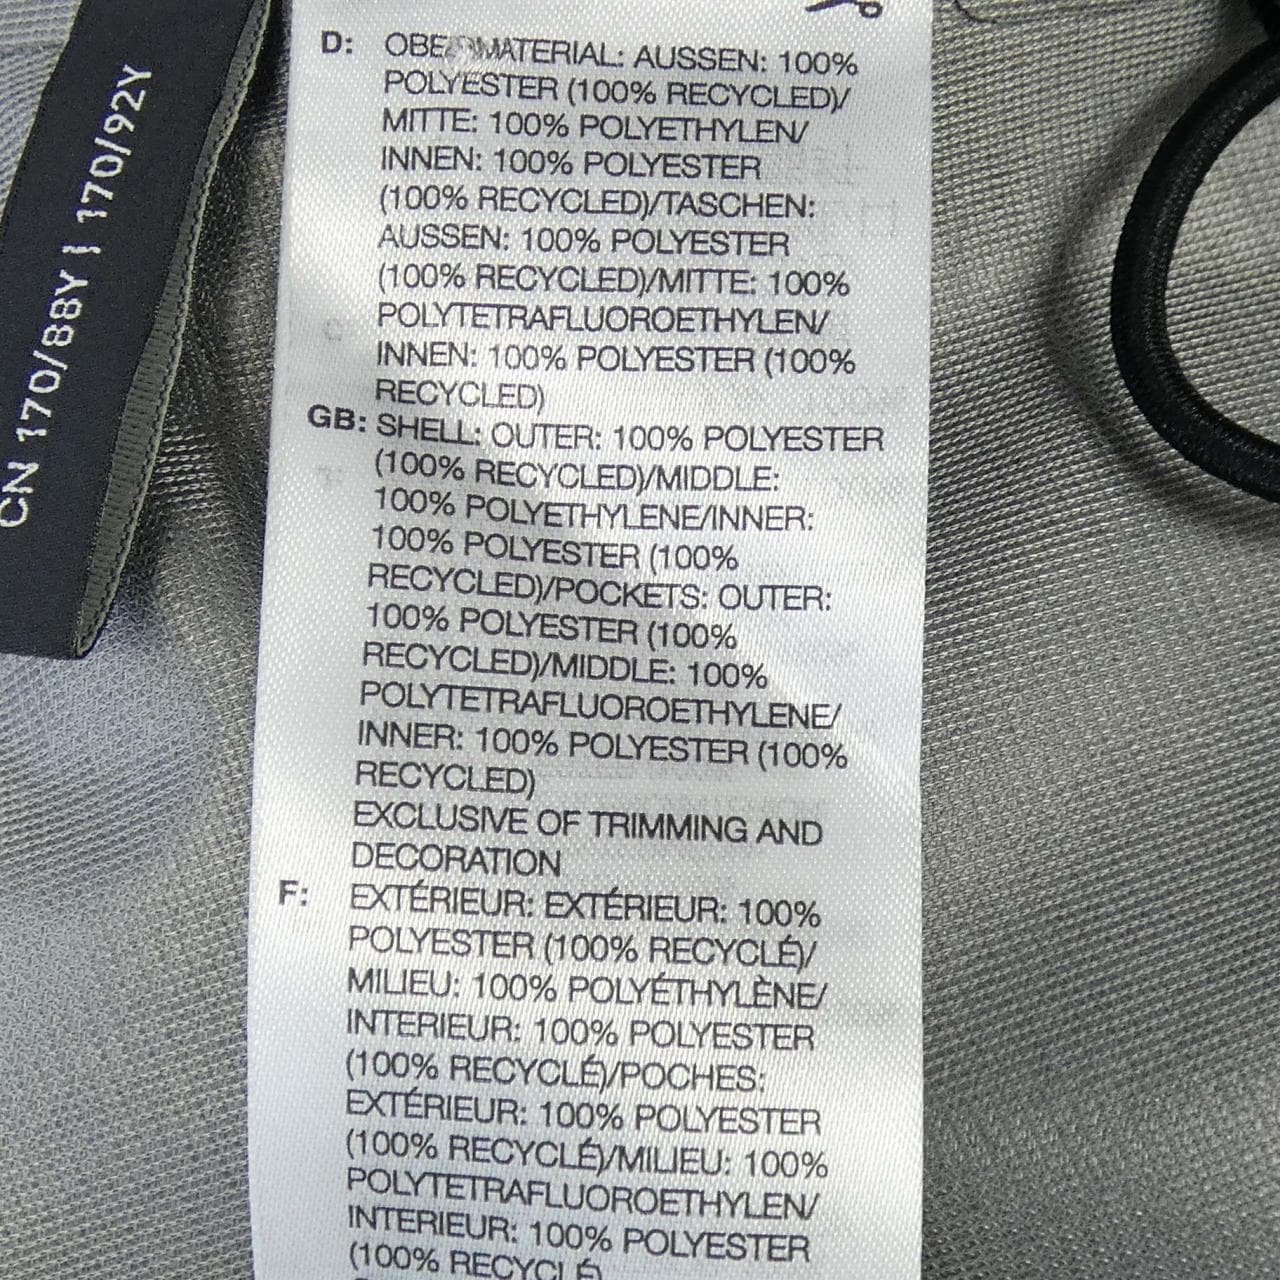 CN 170/88Y | 170/92Y
D: OBERMATERIAL: AUSSEN: 100%
POLYESTER (100% RECYCLED)/
MITTE: 100% POLYETHYLEN/
INNEN: 100% POLYESTER
(100% RECYCLED)/TASCHEN:
AUSSEN: 100% POLYESTER
(100% RECYCLED)/MITTE: 100%
POLYTETRAFLUOROETHYLEN/
INNEN: 100% POLYESTER (100%
RECYCLED)
GB: SHELL: OUTER: 100% POLYESTER
(100% RECYCLED)/MIDDLE:
100% POLYETHYLENE/INNER:
100% POLYESTER (100%
RECYCLED)/POCKETS: OUTER:
100% POLYESTER (100%
RECYCLED)/MIDDLE: 100%
POLYTETRAFLUOROETHYLENE/
INNER: 100% POLYESTER (100%
RECYCLED)
EXCLUSIVE OF TRIMMING AND
DECORATION
F: EXTÉRIEUR: EXTÉRIEUR: 100%
POLYESTER (100% RECYCLÉ)/
MILIEU: 100% POLYÉTHYLÈNE/
INTERIEUR: 100% POLYESTER
(100% RECYCLÉ)/POCHES:
EXTÉRIEUR: 100% POLYESTER
(100% RECYCLÉ)/MILIEU: 100%
POLYTETRAFLUOROETHYLEN/
INTERIEUR: 100% POLYESTER
(100% RECYCLÉ)